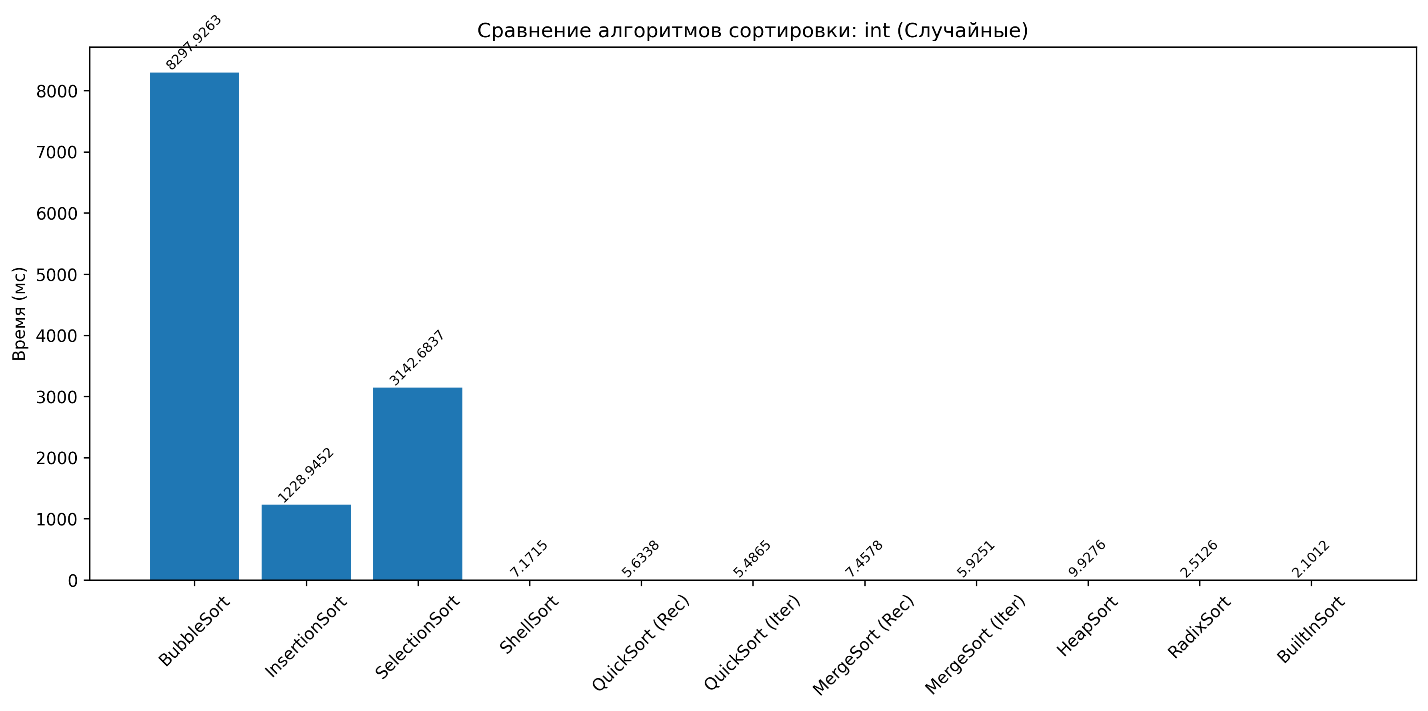 Сравнение алгоритмов сортировки: int (Случайные)
Время (мс)
8000
7000
6000
5000
4000
3000
2000
1000
0
8297.9263
1228.9452
3142.6837
7.1715
5.6338
5.4865
7.4578
5.9251
9.9276
2.5126
2.1012
BubbleSort
InsertionSort
SelectionSort
ShellSort
QuickSort (Rec)
QuickSort (Iter)
MergeSort (Rec)
MergeSort (Iter)
HeapSort
RadixSort
BuiltInSort